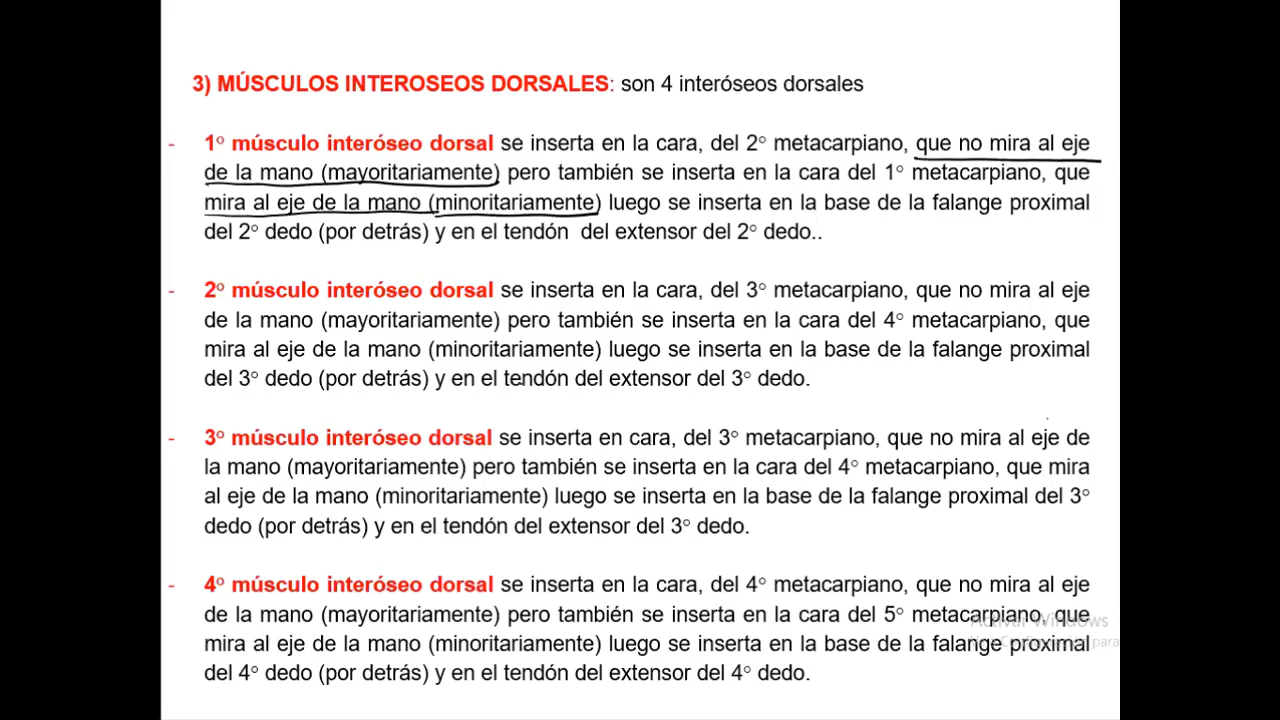 3) MÚSCULOS INTEROSEOS DORSALES: son 4 interóseos dorsales
- 1° músculo interóseo dorsal se inserta en la cara, del 2° metacarpiano, que no mira al eje
de la mano (mayoritariamente) pero también se inserta en la cara del 1° metacarpiano, que
mira al eje de la mano (minoritariamente) luego se inserta en la base de la falange proximal
del 2° dedo (por detrás) y en el tendón del extensor del 2° dedo..
- 2° músculo interóseo dorsal se inserta en la cara, del 3° metacarpiano, que no mira al eje
de la mano (mayoritariamente) pero también se inserta en la cara del 4° metacarpiano, que
mira al eje de la mano (minoritariamente) luego se inserta en la base de la falange proximal
del 3° dedo (por detrás) y en el tendón del extensor del 3° dedo.
- 3° músculo interóseo dorsal se inserta en cara, del 3° metacarpiano, que no mira al eje de
la mano (mayoritariamente) pero también se inserta en la cara del 4° metacarpiano, que mira
al eje de la mano (minoritariamente) luego se inserta en la base de la falange proximal del 3°
dedo (por detrás) y en el tendón del extensor del 3° dedo.
- 4° músculo interóseo dorsal se inserta en la cara, del 4° metacarpiano, que no mira al eje
de la mano (mayoritariamente) pero también se inserta en la cara del 5° metacarpiano, que
mira al eje de la mano (minoritariamente) luego se inserta en la base de la falange proximal
del 4° dedo (por detrás) y en el tendón del extensor del 4° dedo.
Activar Windows